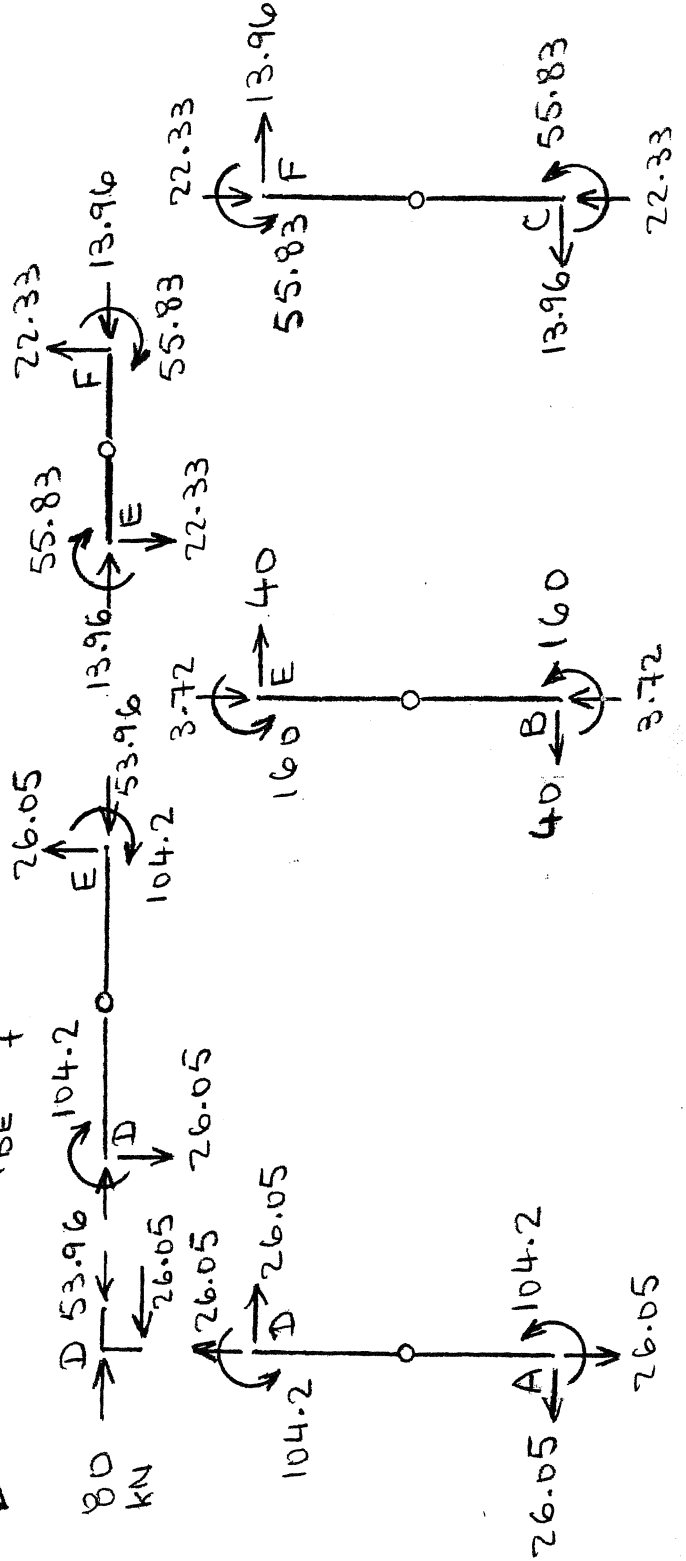 DE +
26.05 22.33
80 kN D 53.96 104.2 D E 53.96
13.96 55.83 E F 13.96
26.05 26.05 104.2 22.33 55.83
26.05 3.72 22.33
104.2 D 26.05 160 E 40 55.83 F 13.96
26.05 A 104.2 40 B 160 13.96 C 55.83
26.05 3.72 22.33